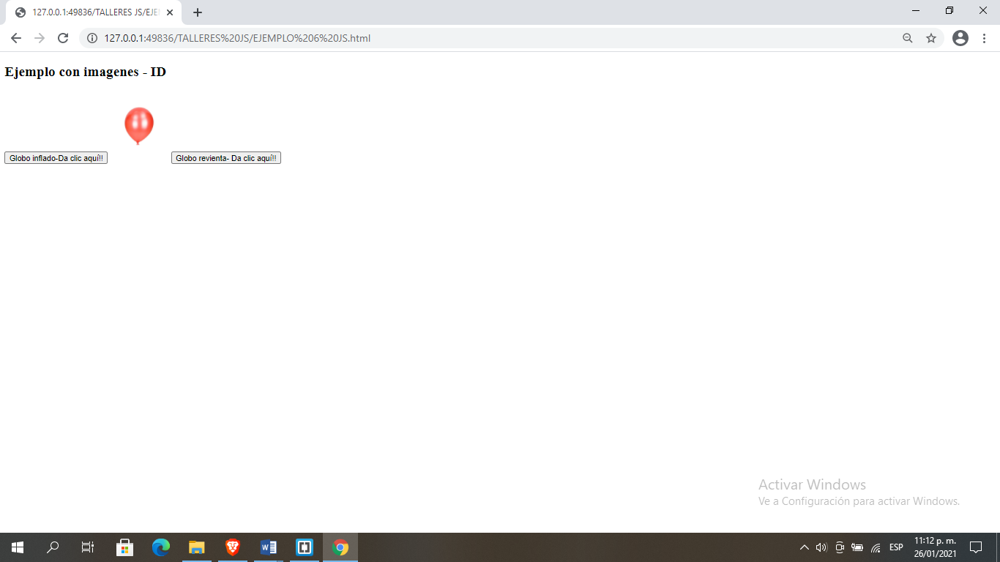 127.0.0.1:49836/TALLERES JS/EJE
127.0.0.1:49836/TALLERES%20JS/EJEMPLO%206%20JS.html
Ejemplo con imagenes - ID
Globo inflado-Da clic aquí!! Globo revienta- Da clic aquí!!
Activar Windows
Ve a Configuración para activar Windows.
ESP
11:12 p. m.
26/01/2021